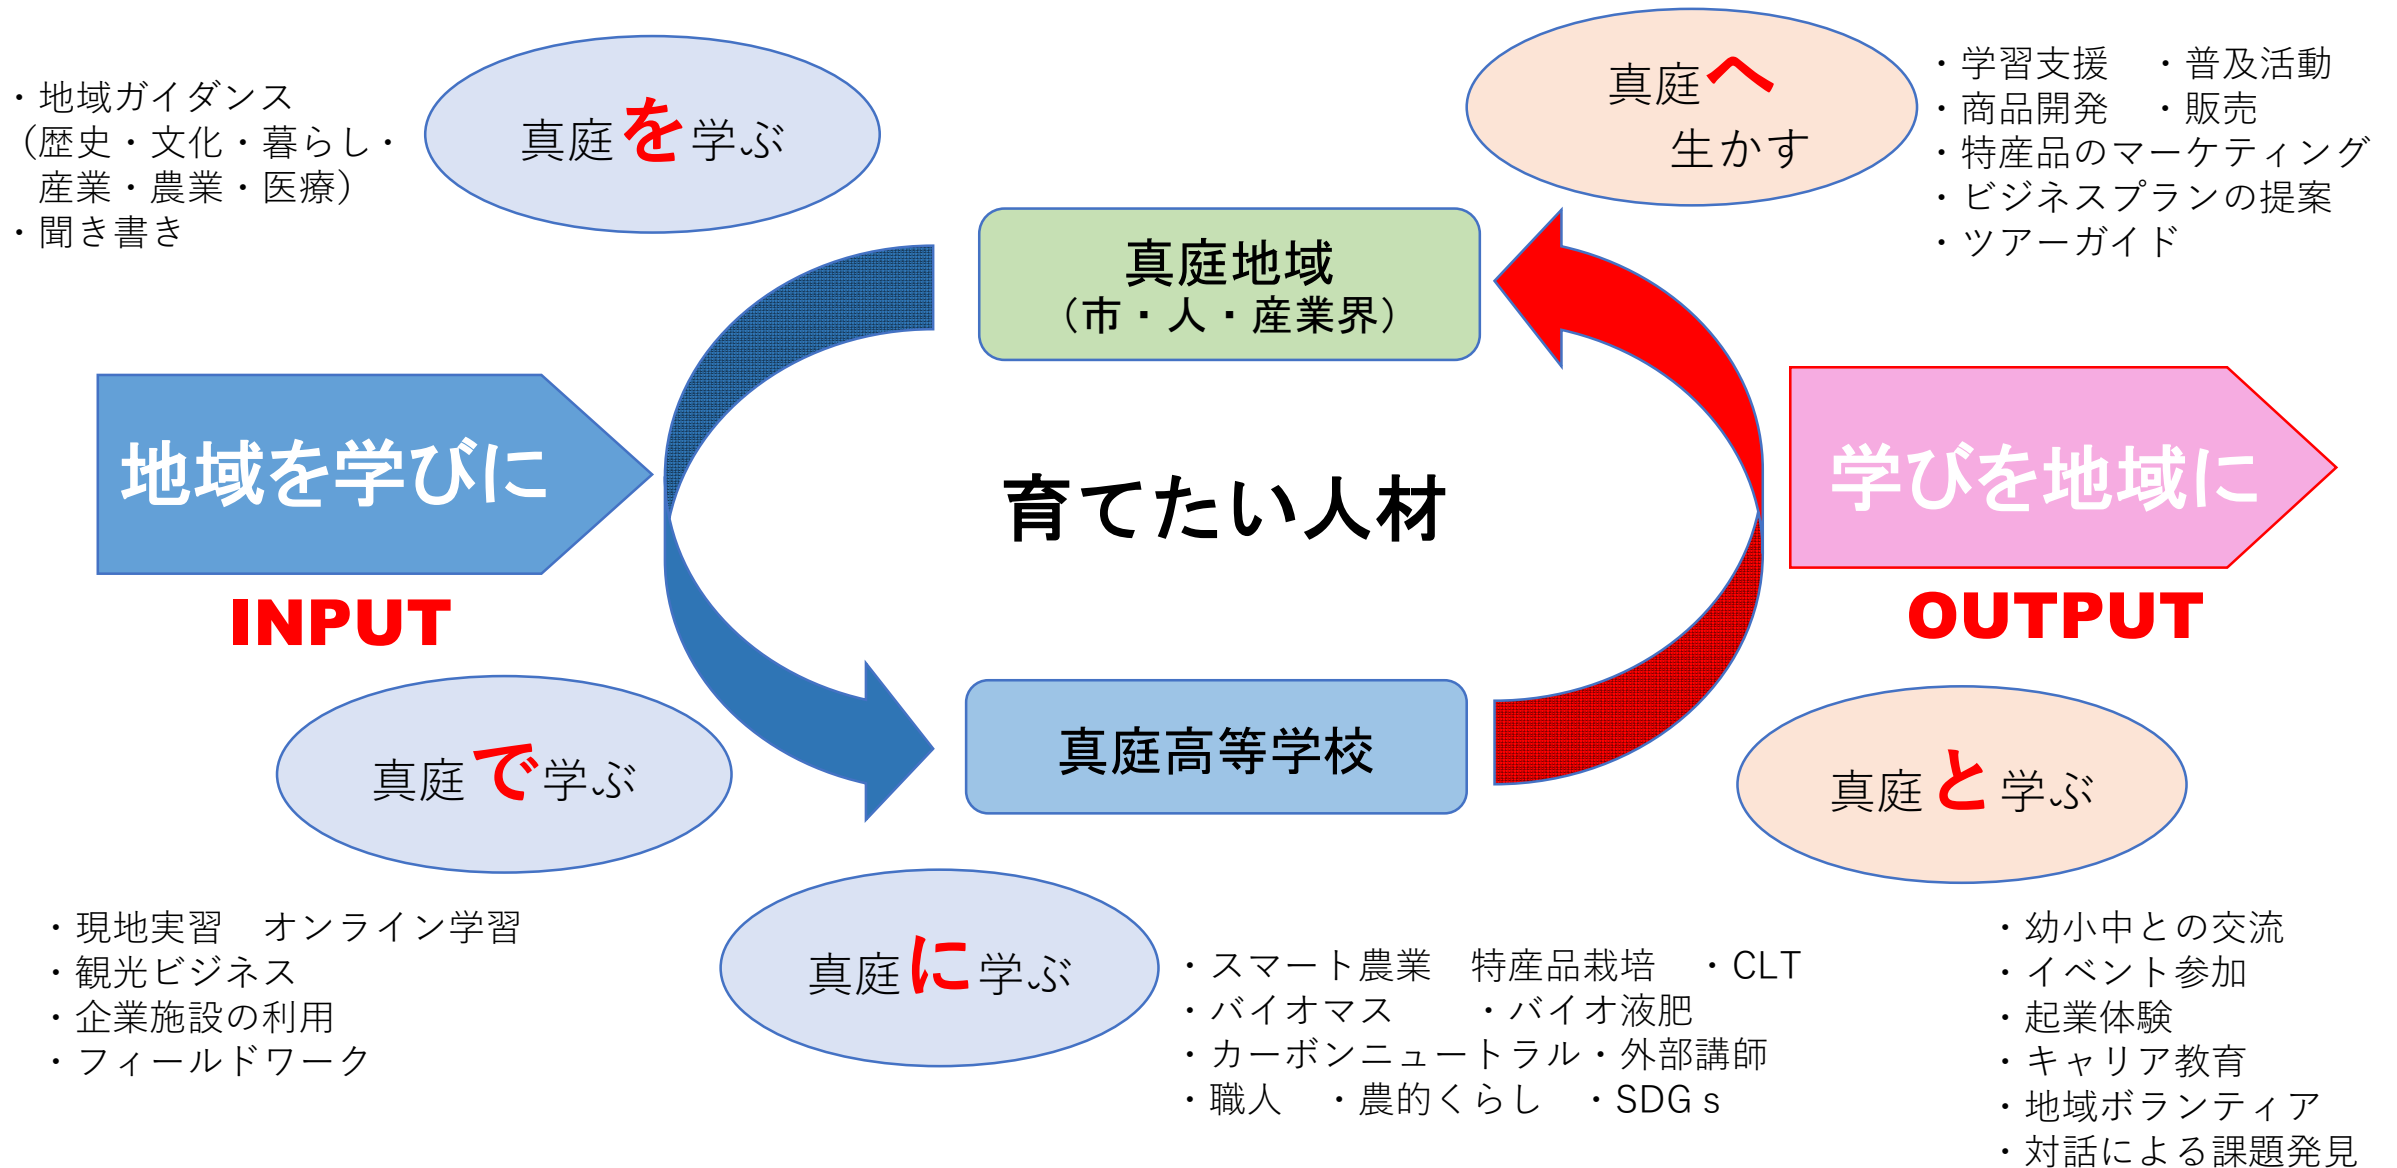 ・地域ガイダンス
（歴史・文化・暮らし・
産業・農業・医療）
・聞き書き
真庭を学ぶ
真庭へ
生かす
・学習支援　・普及活動
・商品開発　・販売
・特産品のマーケティング
・ビジネスプランの提案
・ツアーガイド
真庭地域
（市・人・産業界）
地域を学びに
INPUT
育てたい人材
学びを地域に
OUTPUT
真庭高等学校
真庭で学ぶ
・現地実習　オンライン学習
・観光ビジネス
・企業施設の利用
・フィールドワーク
真庭に学ぶ
・スマート農業　特産品栽培　・CLT
・バイオマス　　・バイオ液肥
・カーボンニュートラル・外部講師
・職人　・農的くらし　・SDGｓ
真庭と学ぶ
・幼小中との交流
・イベント参加
・起業体験
・キャリア教育
・地域ボランティア
・対話による課題発見